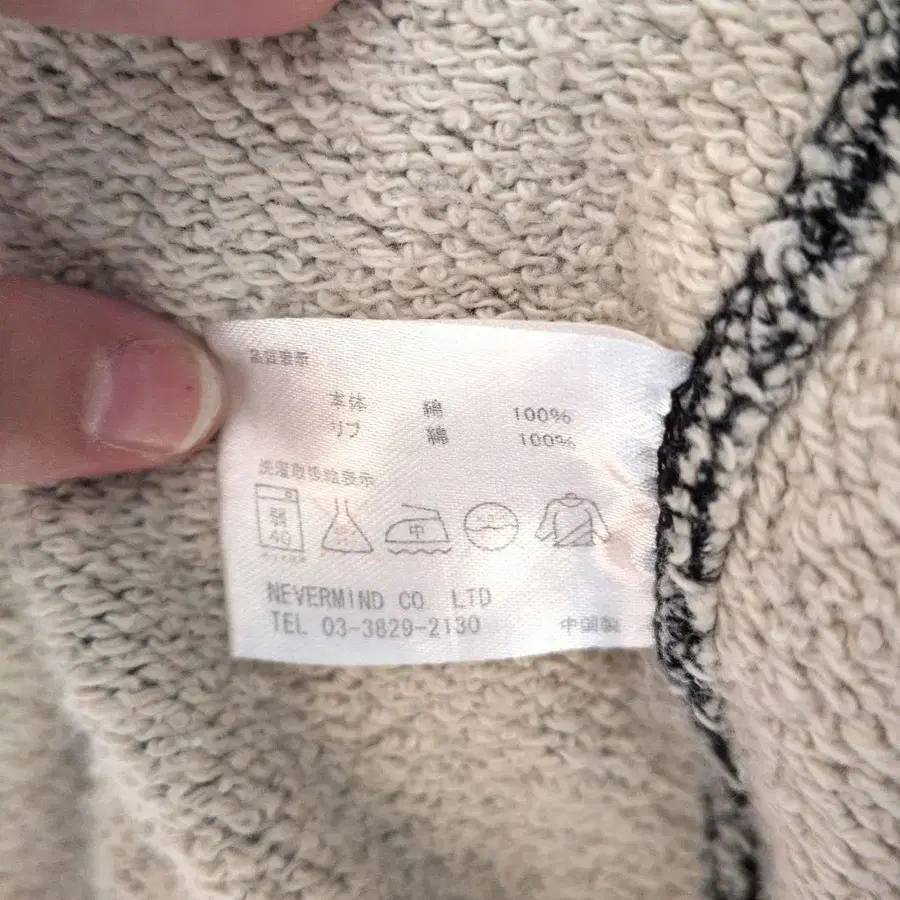 品質表示
本体 綿 100%
リブ 綿 100%
洗濯取扱絵表示
弱
40
中
NEVERMIND CO LTD
TEL 03-3829-2130 中国製